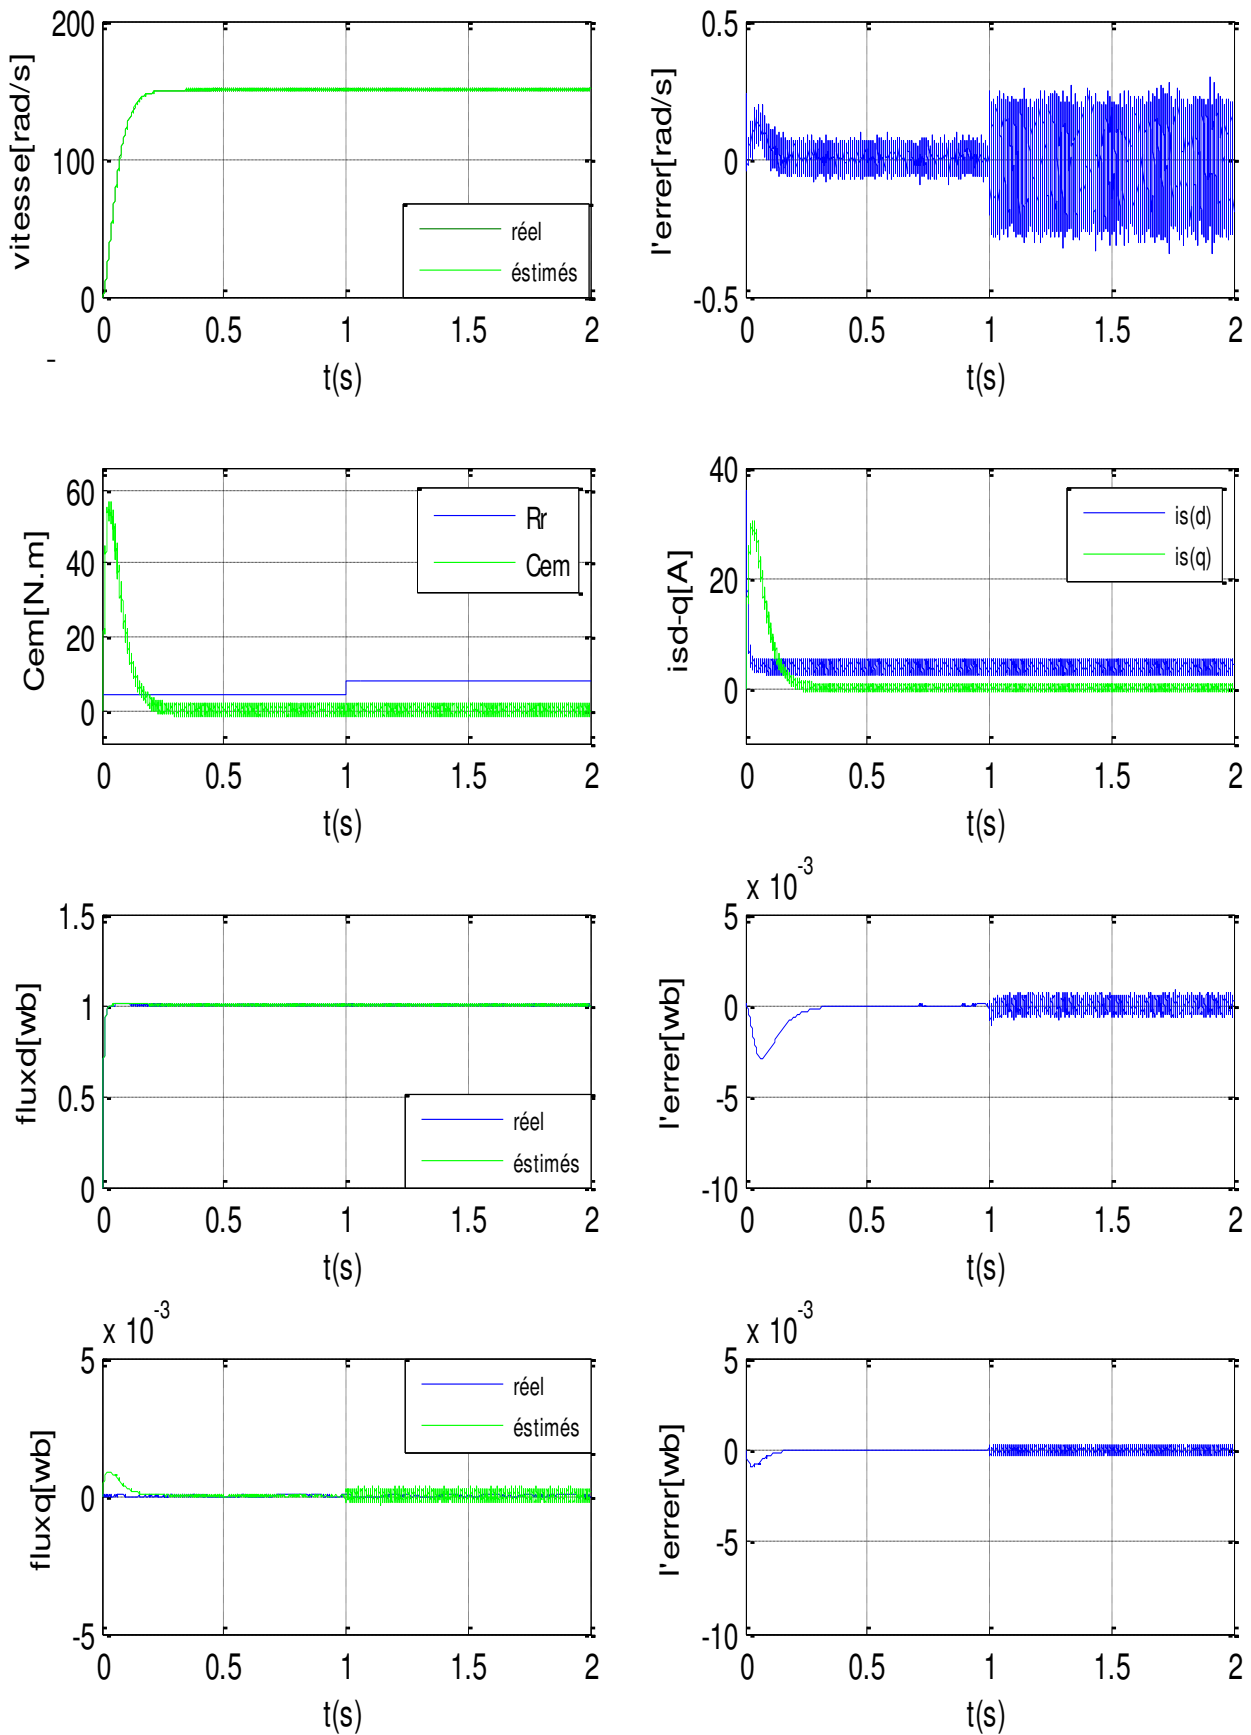 200
100
0
vitesse[rad/s]
réel
éstimés
0 0.5 1 1.5 2
t(s)
-
0.5
0
-0.5
l'errer[rad/s]
0 0.5 1 1.5 2
t(s)
60
40
20
0
Cem[N.m]
Rr
Cem
0 0.5 1 1.5 2
t(s)
40
20
0
isd-q[A]
is(d)
is(q)
0 0.5 1 1.5 2
t(s)
1.5
1
0.5
0
fluxd[wb]
réel
éstimés
0 0.5 1 1.5 2
t(s)
x 10^-3
5
0
-5
-10
l'errer[wb]
0 0.5 1 1.5 2
t(s)
x 10^-3
5
0
-5
fluxq[wb]
réel
éstimés
0 0.5 1 1.5 2
t(s)
x 10^-3
5
0
-5
-10
l'errer[wb]
0 0.5 1 1.5 2
t(s)